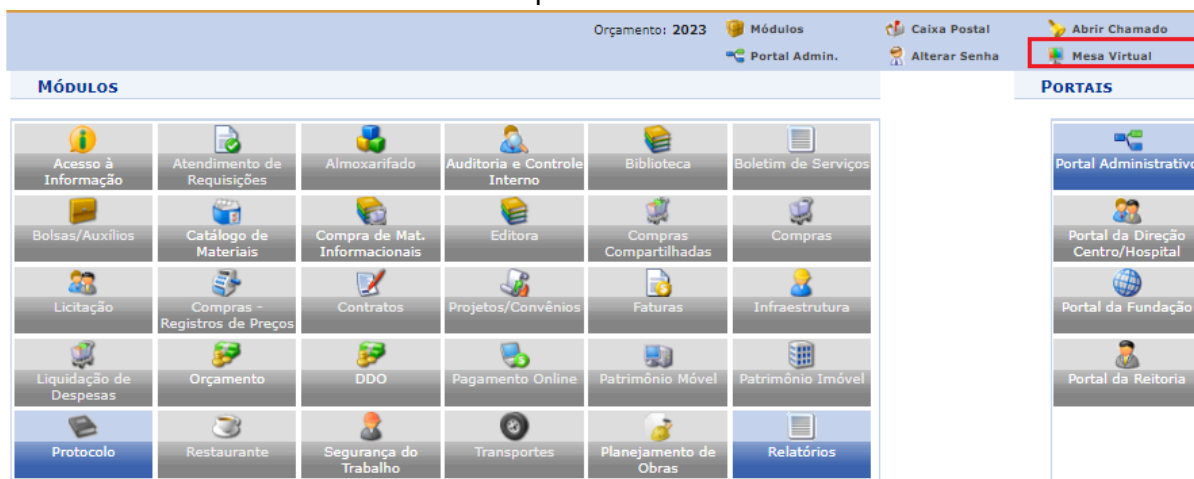 Orçamento: 2023 Módulos Caixa Postal Abrir Chamado
Portal Admin. Alterar Senha Mesa Virtual
MÓDULOS
PORTAIS
Acesso à
Informação
Atendimento de
Requisições
Almoxarifado
Auditoria e Controle
Interno
Biblioteca
Boletim de Serviços
Portal Administrativo
Bolsas/Auxílios
Catálogo de
Materiais
Compra de Mat.
Informacionais
Editora
Compras
Compartilhadas
Compras
Portal da Direção
Centro/Hospital
Licitação
Compras -
Registros de Preços
Contratos
Projetos/Convênios
Faturas
Infraestrutura
Portal da Fundação
Liquidação de
Despesas
Orçamento
DDO
Pagamento Online
Patrimônio Móvel
Patrimônio Imóvel
Portal da Reitoria
Protocolo
Restaurante
Segurança do
Trabalho
Transportes
Planejamento de
Obras
Relatórios